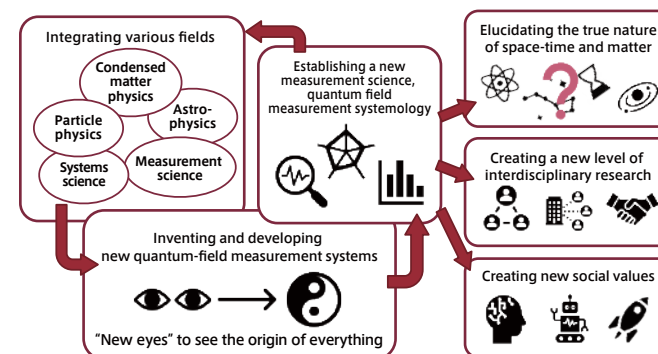 Integrating various fields
Condensed
matter
physics
Astro-
physics
Particle
physics
Systems
science
Measurement
science
Establishing a new
measurement science,
quantum field
measurement systemology
Inventing and developing
new quantum-field measurement systems
“New eyes” to see the origin of everything
Elucidating the true nature
of space-time and matter
?
Creating a new level of
interdisciplinary research
Creating new social values